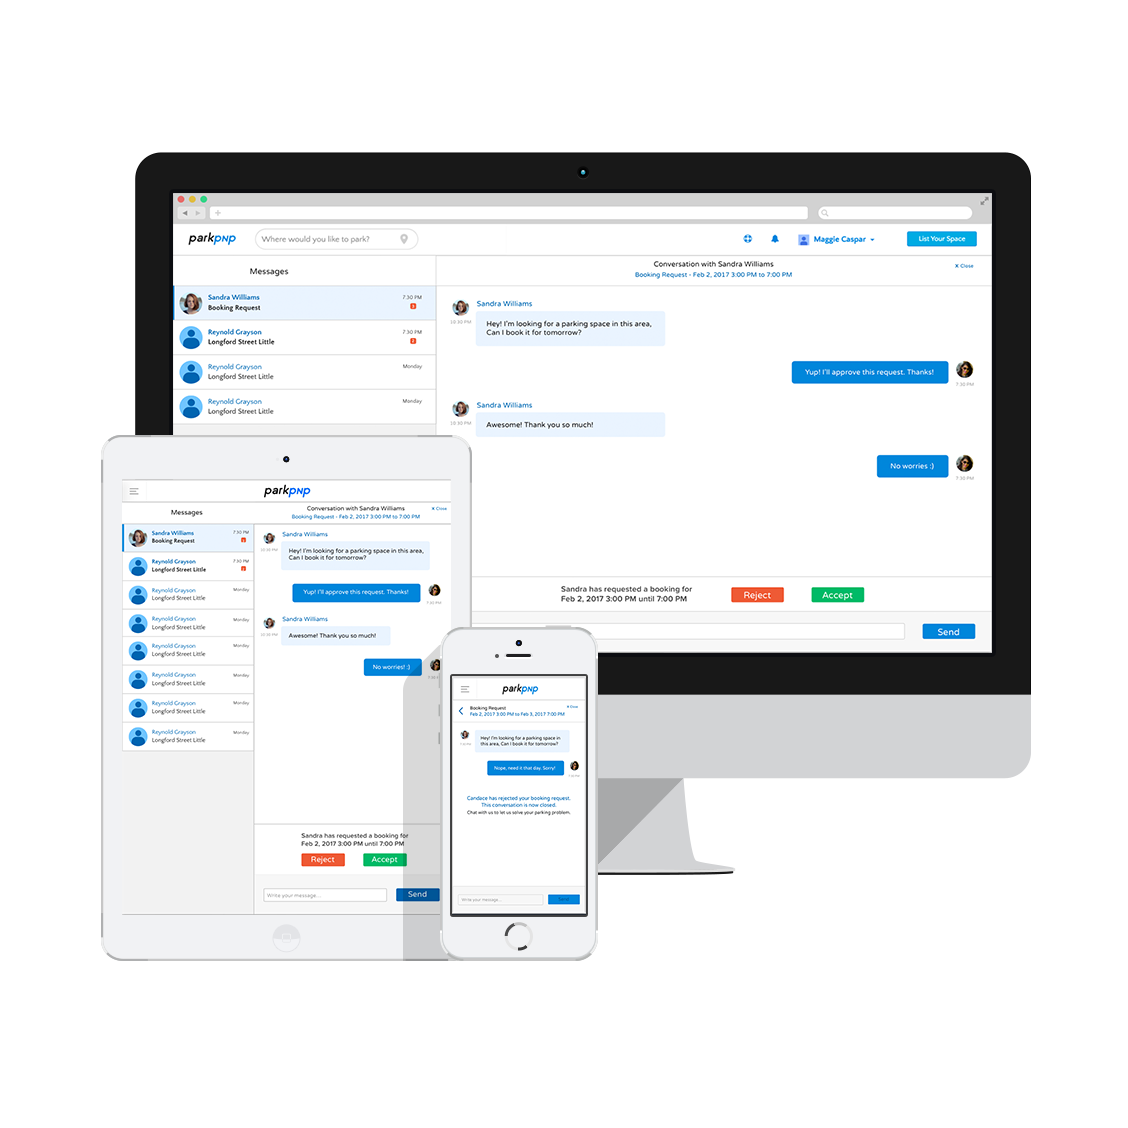 parkpnp
Where would you like to park?
Maggie Caspar
List Your Space
Messages
Conversation with Sandra Williams
Booking Request - Feb 2, 2017 3:00 PM to 7:00 PM
x Close
Sandra Williams
7:30 PM
Booking Request
Reynold Grayson
7:30 PM
Longford Street Little
Reynold Grayson
Monday
Longford Street Little
Reynold Grayson
Monday
Longford Street Little
Sandra Williams
Hey! I'm looking for a parking space in this area,
Can I book it for tomorrow?
10:30 PM
Yup! I'll approve this request. Thanks!
7:30 PM
Sandra Williams
Awesome! Thank you so much!
10:30 PM
No worries :)
7:30 PM
Sandra has requested a booking for
Feb 2, 2017 3:00 PM until 7:00 PM
Reject
Accept
Send
parkpnp
Messages
Conversation with Sandra Williams
Booking Request - Feb 2, 2017 3:00 PM to 7:00 PM
x Close
Sandra Williams
7:30 PM
Booking Request
Reynold Grayson
7:30 PM
Longford Street Little
Reynold Grayson
Monday
Longford Street Little
Reynold Grayson
Monday
Longford Street Little
Reynold Grayson
Monday
Longford Street Little
Reynold Grayson
Monday
Longford Street Little
Reynold Grayson
Monday
Longford Street Little
Reynold Grayson
Monday
Longford Street Little
Sandra Williams
Hey! I'm looking for a parking space in this area,
Can I book it for tomorrow?
10:30 PM
Yup! I'll approve this request. Thanks!
7:30 PM
Sandra Williams
Awesome! Thank you so much!
10:30 PM
No worries! :)
Sandra has requested a booking for
Feb 2, 2017 3:00 PM until 7:00 PM
Reject
Accept
Write your message...
Send
parkpnp
Booking Request
x Close
Feb 2, 2017 3:00 PM to Feb 3, 2017 7:00 PM
Hey! I'm looking for a parking space in
this area, Can I book it for tomorrow?
Nope, need it that day. Sorry!
Candace has rejected your booking request.
This conversation is now closed.
Chat with us to let us solve your parking problem.
Write your message...